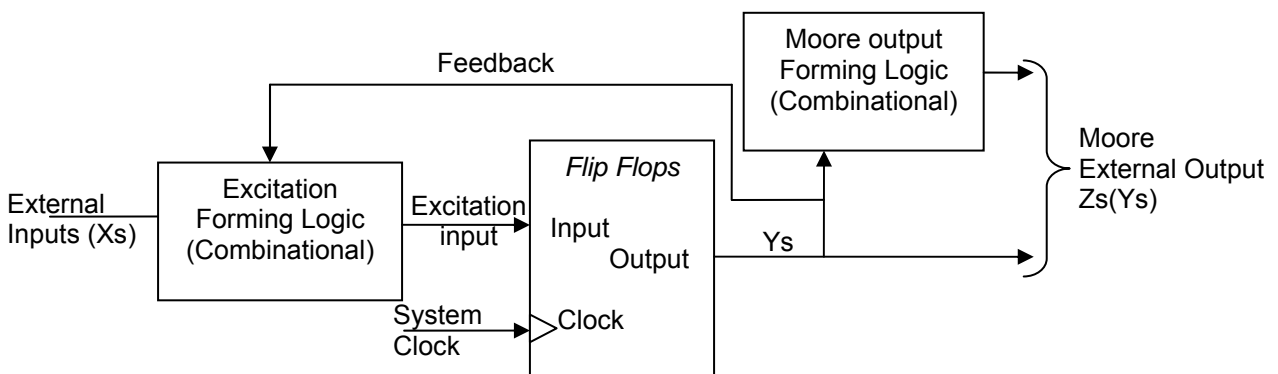 Moore output
Forming Logic
(Combinational)
Feedback
Moore
External Output
Zs(Ys)
Flip Flops
Excitation
Forming Logic
(Combinational)
External
Inputs (Xs)
Excitation
input
Input
Output
Ys
System
Clock
Clock